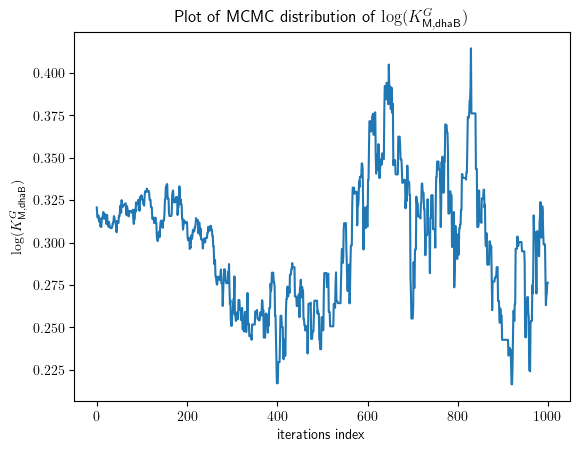 Plot of MCMC distribution of log(K^G_M,dhaB)
0.400
0.375
0.350
0.325
0.300
0.275
0.250
0.225
log(K^G_M,dhaB)
0 200 400 600 800 1000
iterations index